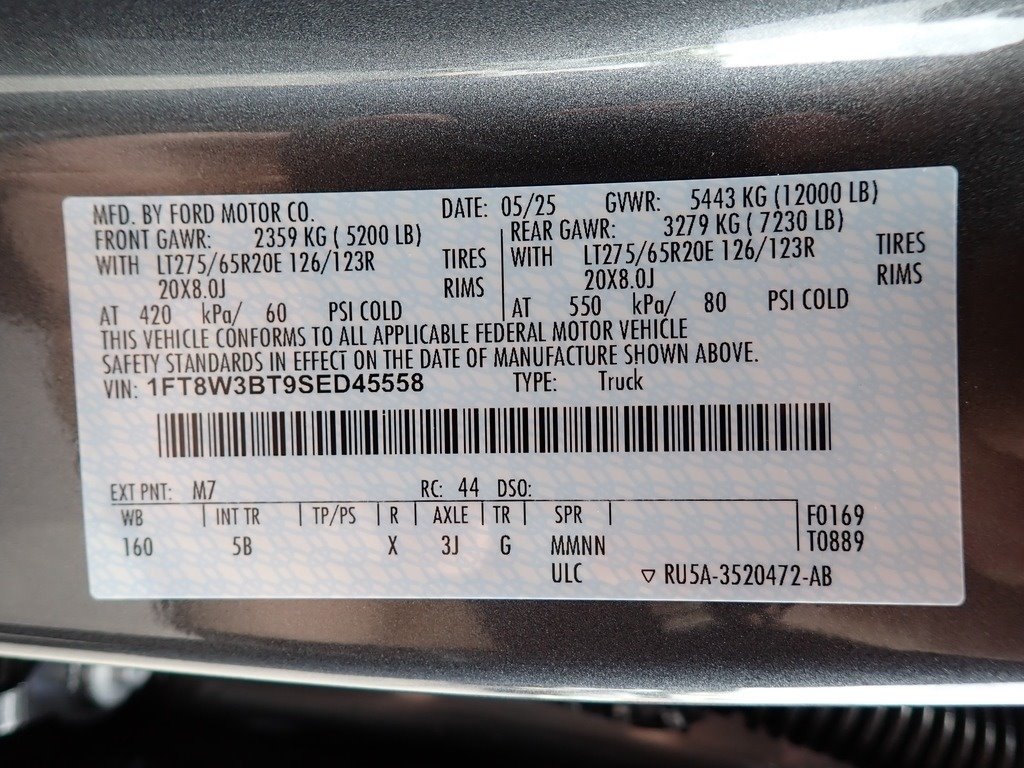 MFD. BY FORD MOTOR CO. DATE: 05/25 GVWR: 5443 KG (12000 LB)
FRONT GAWR: 2359 KG ( 5200 LB) REAR GAWR: 3279 KG ( 7230 LB)
WITH LT275/65R20E 126/123R TIRES WITH LT275/65R20E 126/123R TIRES
20X8.0J RIMS 20X8.0J RIMS
AT 420 kPa/ 60 PSI COLD AT 550 kPa/ 80 PSI COLD
THIS VEHICLE CONFORMS TO ALL APPLICABLE FEDERAL MOTOR VEHICLE
SAFETY STANDARDS IN EFFECT ON THE DATE OF MANUFACTURE SHOWN ABOVE.
VIN: 1FT8W3BT9SED45558 TYPE: Truck
EXT PNT: M7 RC: 44 DSO:
WB INT TR TP/PS R AXLE TR SPR F0169
160 5B X 3J G MMNN T0889
ULC ▽ RU5A-3520472-AB